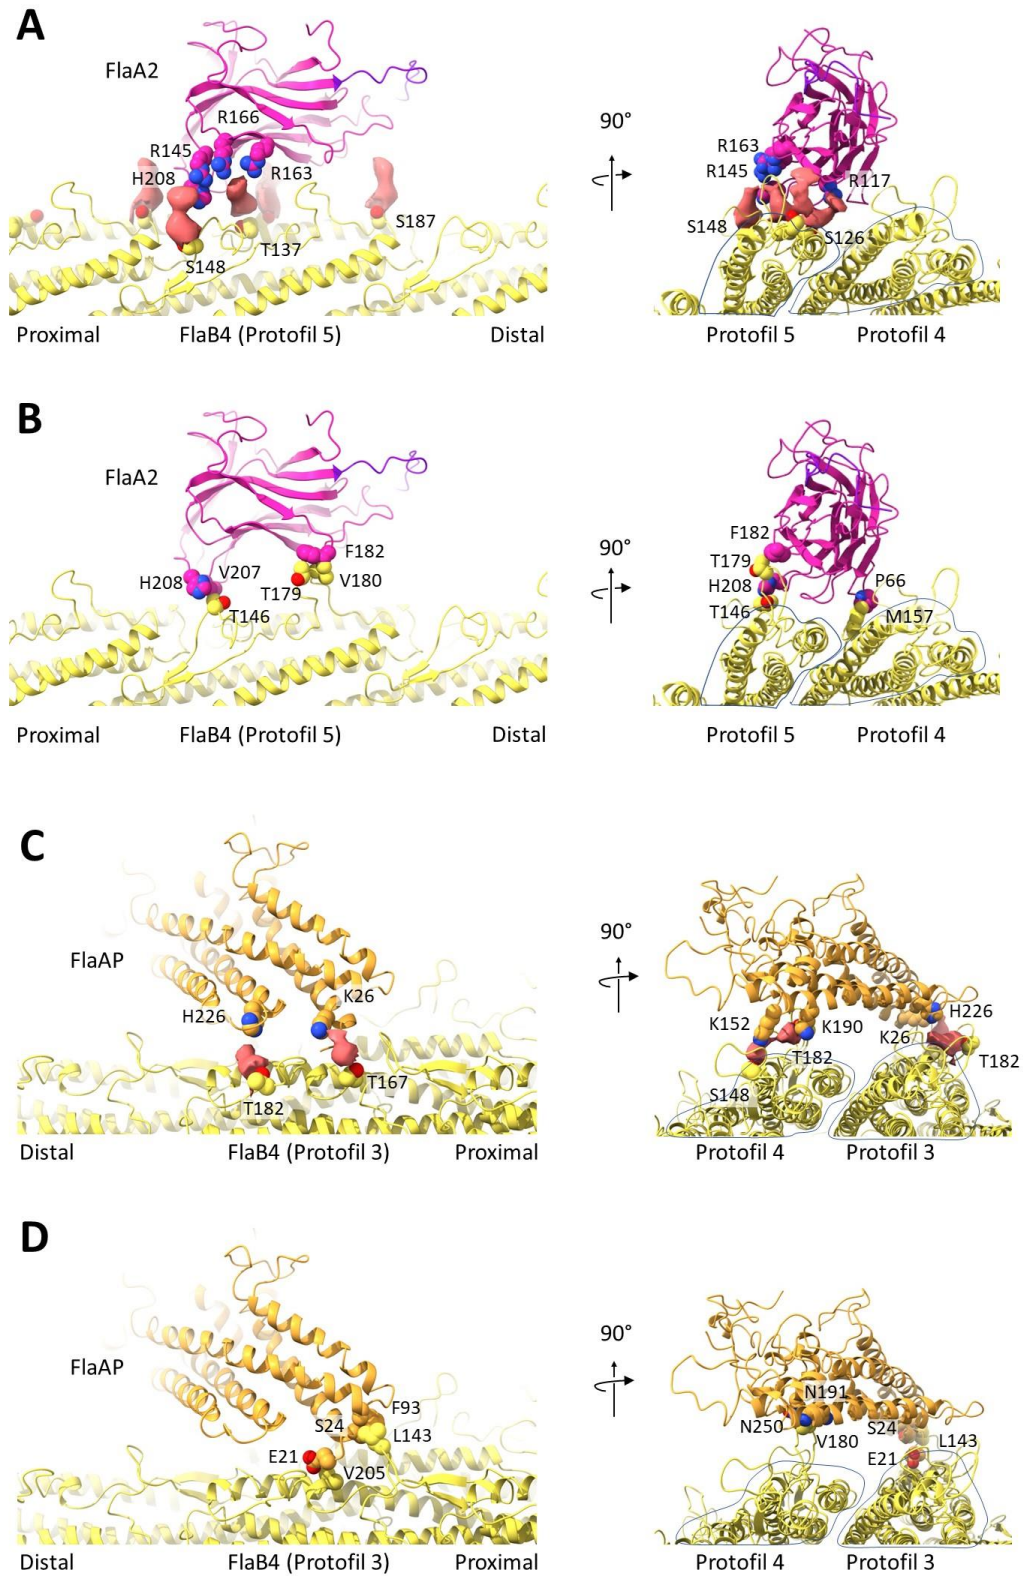 A
FlaA2
R166
R145
H208
R163
S187
T137
S148
Proximal
FlaB4 (Protofil 5)
Distal
90°
R163
R145
R117
S148
S126
Protofil 5
Protofil 4
B
FlaA2
F182
H208
V207
T179
V180
T146
Proximal
FlaB4 (Protofil 5)
Distal
90°
F182
T179
H208
T146
P66
M157
Protofil 5
Protofil 4
C
FlaAP
H226
K26
T167
T182
Distal
FlaB4 (Protofil 3)
Proximal
90°
K152
K190
H226
K26
T182
T182
S148
Protofil 4
Protofil 3
D
FlaAP
F93
S24
L143
E21
V205
Distal
FlaB4 (Protofil 3)
Proximal
90°
N191
N250
S24
V180
L143
E21
Protofil 4
Protofil 3